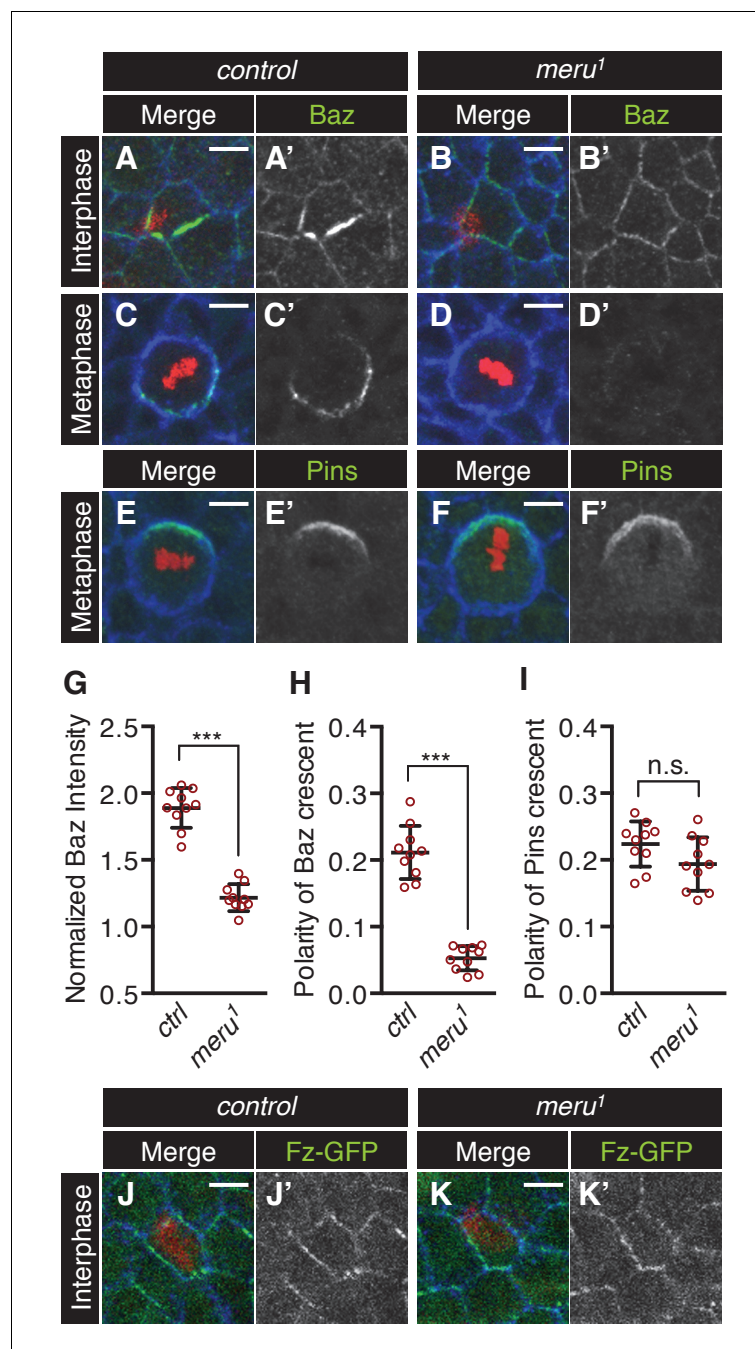 control meru¹
Merge Baz Merge Baz
Interphase
A A’ B B’
Metaphase
C C’ D D’
Merge Pins Merge Pins
Metaphase
E E’ F F’
G H I
Normalized Baz Intensity
2.5
2.0
1.5
1.0
0.5
***
ctrl meru¹
Polarity of Baz crescent
0.4
0.3
0.2
0.1
0.0
***
ctrl meru¹
Polarity of Pins crescent
0.4
0.3
0.2
0.1
0.0
n.s.
ctrl meru¹
control meru¹
Merge Fz-GFP Merge Fz-GFP
Interphase
J J’ K K’